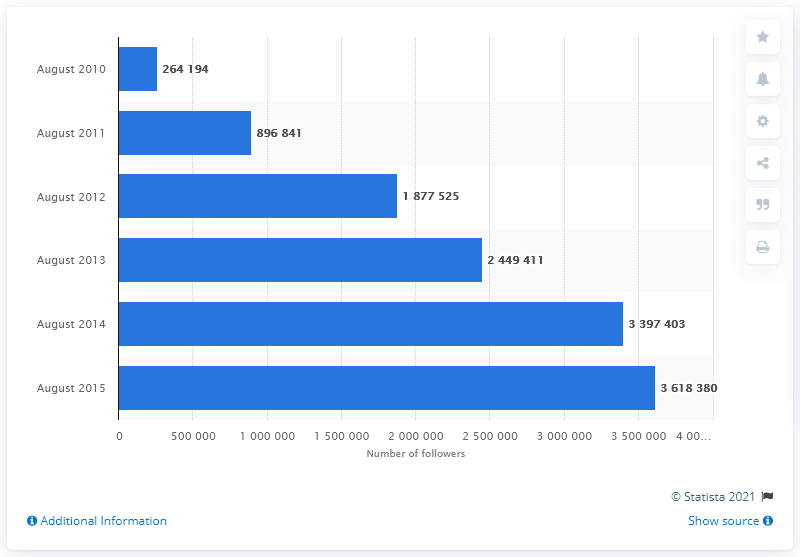 August 2010 264 194
August 2011 896 841
August 2012 1 877 525
August 2013 2 449 411
August 2014 3 397 403
August 2015 3 618 380
0 500 000 1 000 000 1 500 000 2 000 000 2 500 000 3 000 000 3 500 000 4 00...
Number of followers
© Statista 2021
Additional Information
Show source